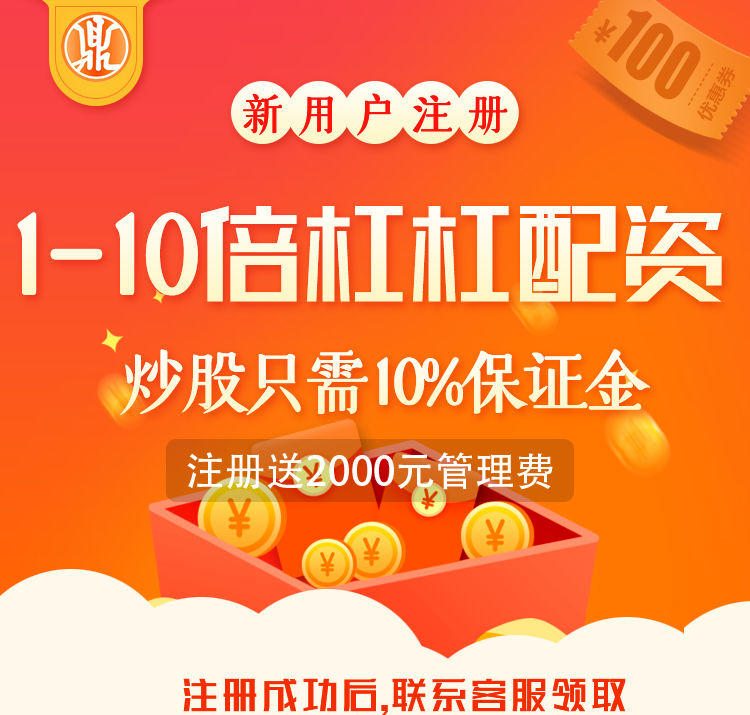 鼎
¥100
优惠券
新用户注册
1-10倍杠杠配资
炒股只需10%保证金
注册送2000元管理费
¥
¥
¥
¥
¥
¥
注册成功后,联系客服领取